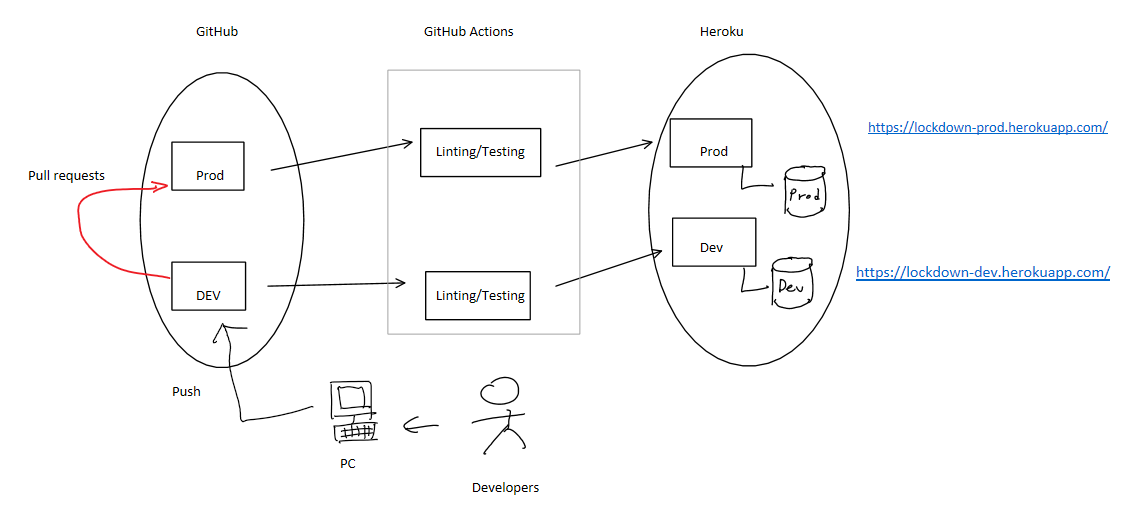 GitHub
GitHub Actions
Heroku
https://lockdown-prod.herokuapp.com/
Linting/Testing
Prod
Pull requests
Prod
Prod
Dev
https://lockdown-dev.herokuapp.com/
DEV
Linting/Testing
Dev
Push
PC
Developers